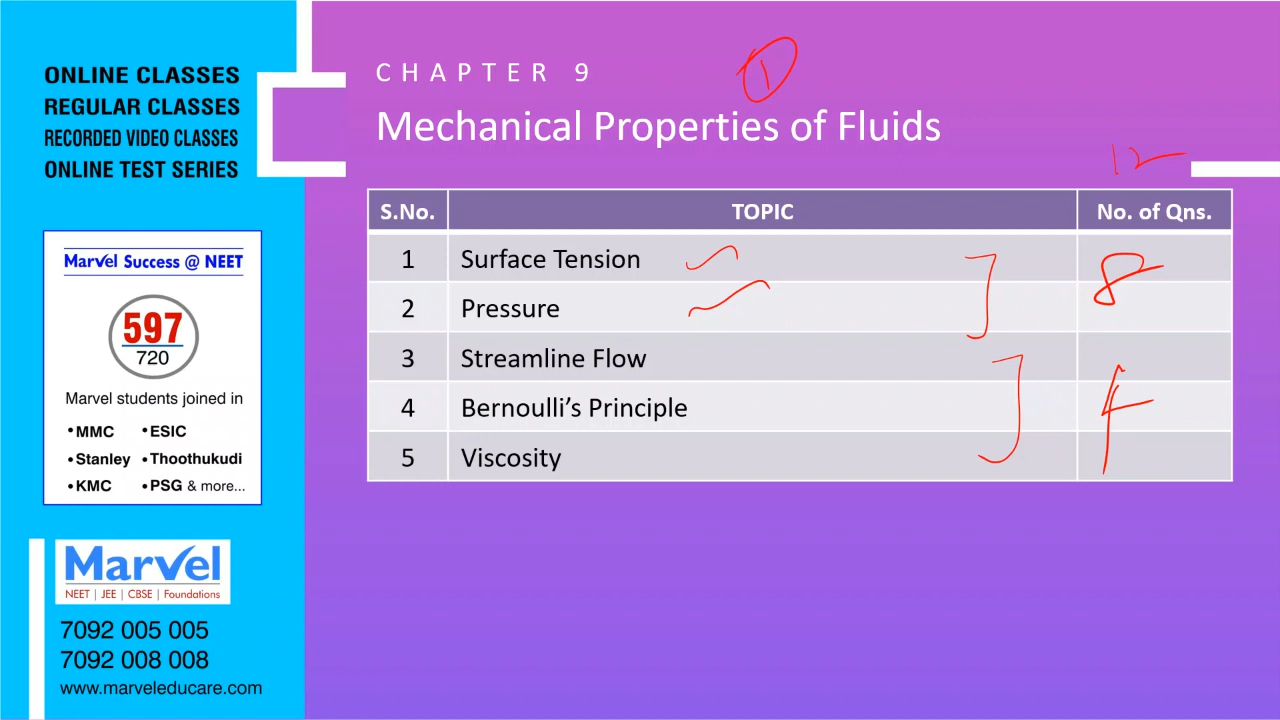 ONLINE CLASSES
REGULAR CLASSES
RECORDED VIDEO CLASSES
ONLINE TEST SERIES
Marvel Success @ NEET
597
720
Marvel students joined in
•MMC •ESIC
•Stanley •Thoothukudi
•KMC •PSG & more...
Marvel
NEET | JEE | CBSE | Foundations
7092 005 005
7092 008 008
www.marveleducare.com
CHAPTER 9
1
Mechanical Properties of Fluids
12
S.No. TOPIC No. of Qns.
1 Surface Tension
8
2 Pressure
3 Streamline Flow
4 Bernoulli’s Principle
4
5 Viscosity